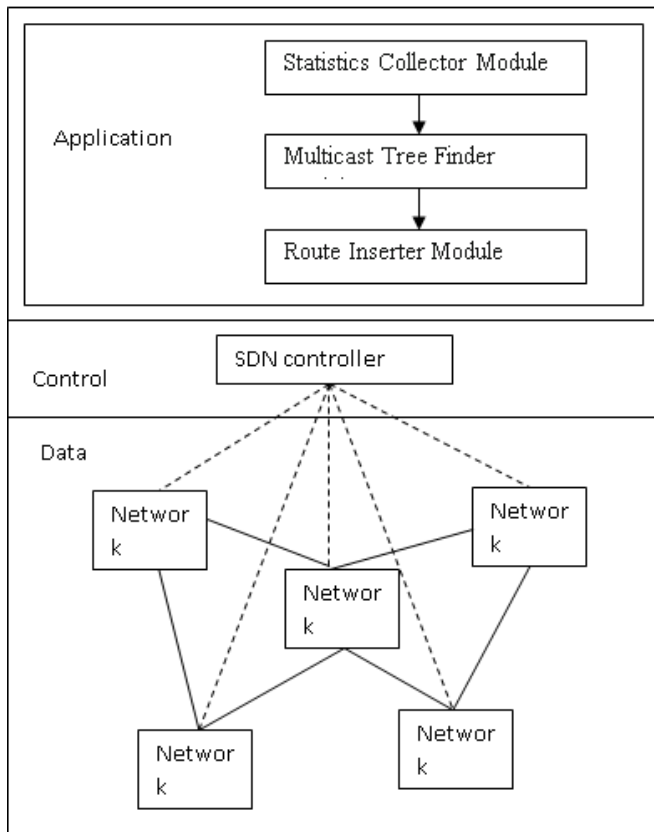 Statistics Collector Module
Application
Multicast Tree Finder
Route Inserter Module
SDN controller
Control
Data
Networ
k
Networ
k
Networ
k
Networ
k
Networ
k